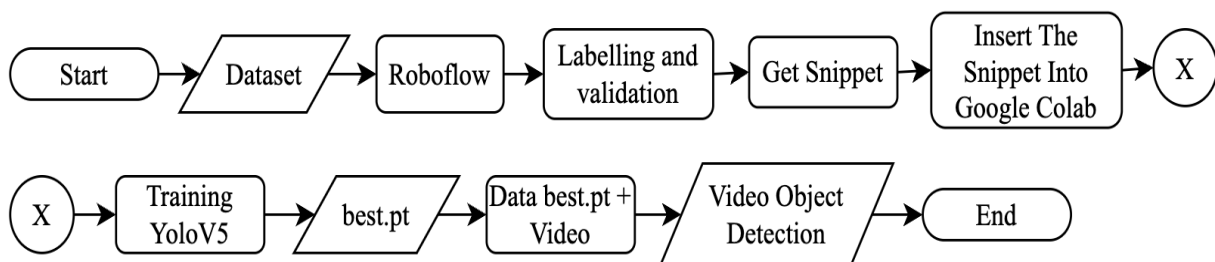 Start
Dataset
Roboflow
Labelling and
validation
Get Snippet
Insert The
Snippet Into
Google Colab
X
X
Training
YoloV5
best.pt
Data best.pt +
Video
Video Object
Detection
End